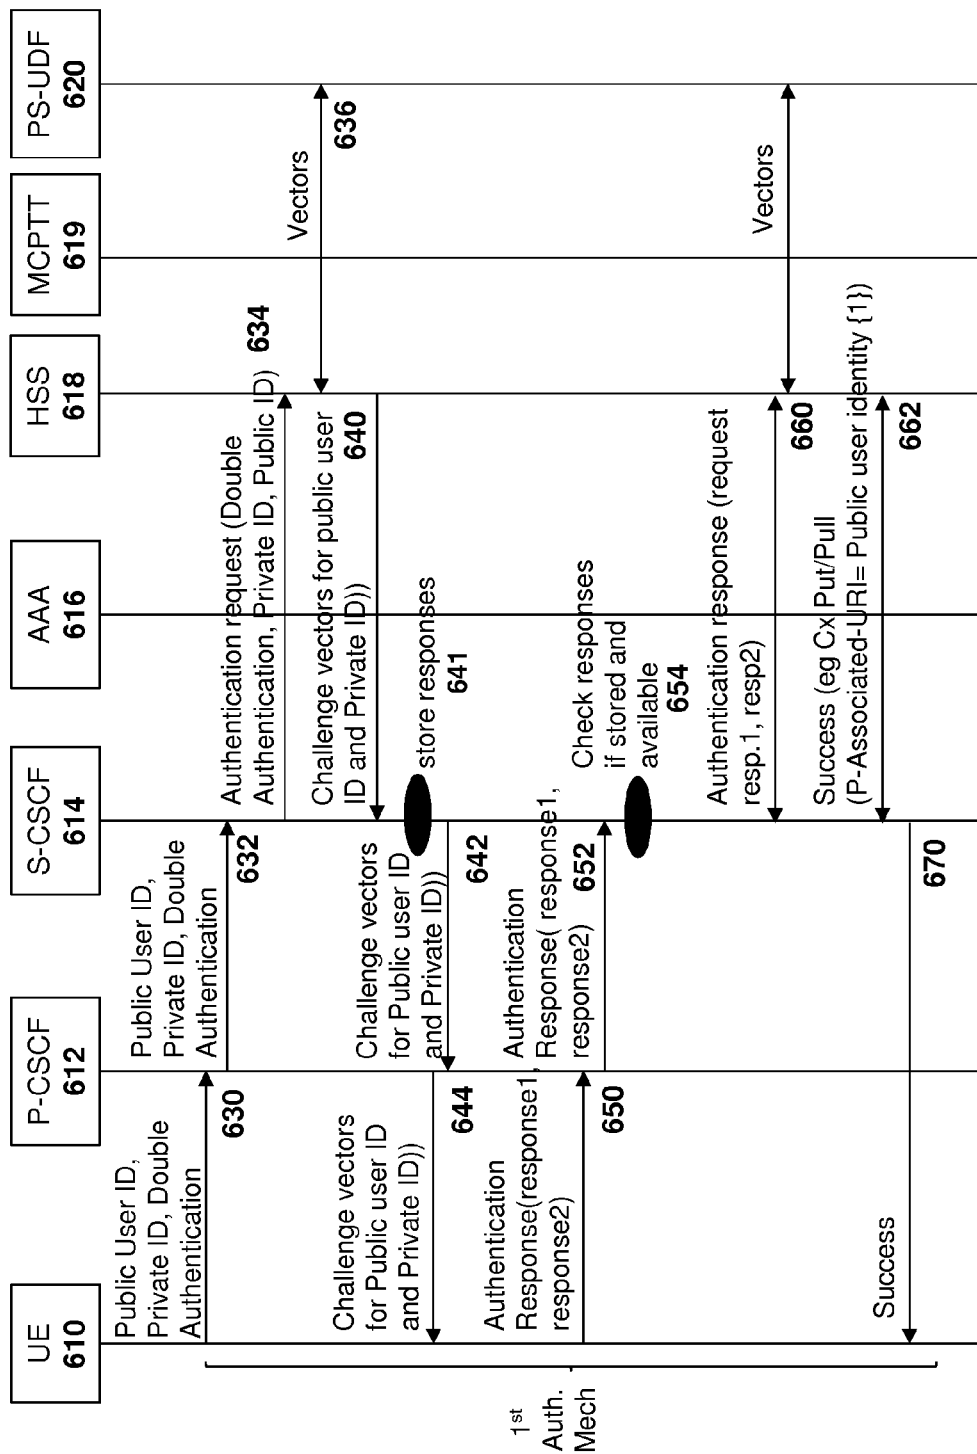 UE
610
P-CSCF
612
S-CSCF
614
AAA
616
HSS
618
MCPTT
619
PS-UDF
620
Public User ID,
Private ID, Double
Authentication
630
Public User ID,
Private ID, Double
Authentication
632
Authentication request (Double
Authentication, Private ID, Public ID)
634
Vectors
636
Challenge vectors for public user
ID and Private ID))
640
store responses
641
Challenge vectors
for Public user ID
and Private ID))
642
Challenge vectors
for Public user ID
and Private ID))
644
Authentication
Response(response1,
response2)
650
Authentication
Response( response1,
response2)
652
Check responses
if stored and
available
654
Authentication response (request
resp.1, resp2)
660
Vectors
Success (eg Cx Put/Pull
(P-Associated-URI= Public user identity {1})
662
Success
670
1st
Auth.
Mech